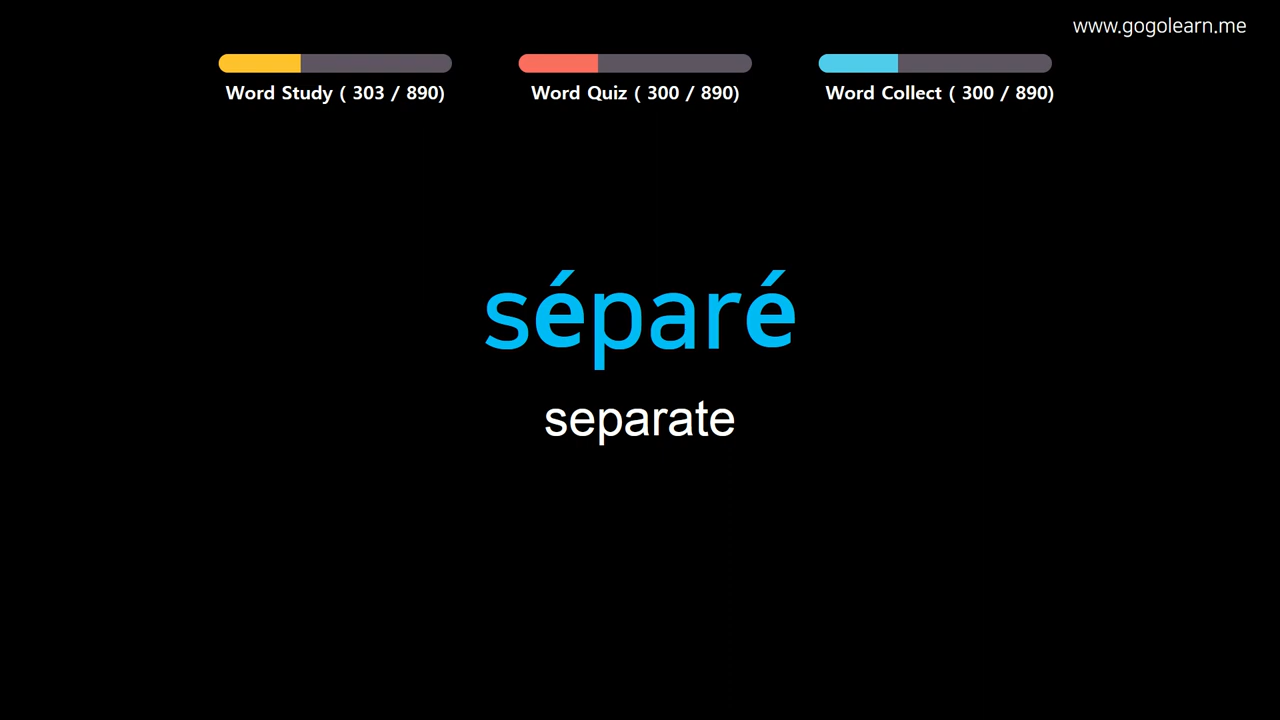 www.gogolearn.me
Word Study ( 303 / 890)
Word Quiz ( 300 / 890)
Word Collect ( 300 / 890)
séparé
separate